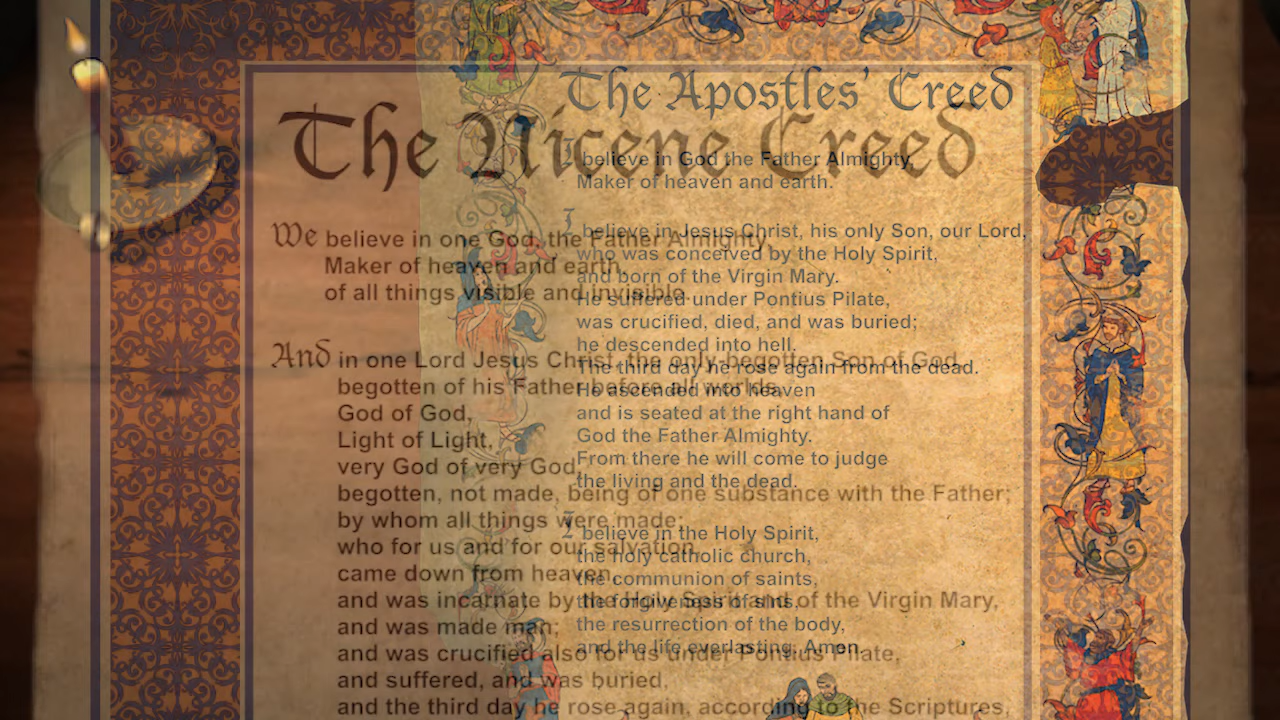 The Apostles' Creed
I believe in God the Father Almighty,
Maker of heaven and earth.
I believe in Jesus Christ, his only Son, our Lord,
who was conceived by the Holy Spirit,
and born of the Virgin Mary.
He suffered under Pontius Pilate,
was crucified, died, and was buried;
he descended into hell.
The third day he rose again from the dead.
He ascended into heaven
and is seated at the right hand of
God the Father Almighty.
From there he will come to judge
the living and the dead.
I believe in the Holy Spirit,
the holy catholic church,
the communion of saints,
the forgiveness of sins,
the resurrection of the body,
and the life everlasting. Amen.
The Nicene Creed
We believe in one God, the Father Almighty,
Maker of heaven and earth,
of all things visible and invisible.
And in one Lord Jesus Christ, the only-begotten Son of God,
begotten of his Father before all worlds,
God of God,
Light of Light,
very God of very God,
begotten, not made, being of one substance with the Father;
by whom all things were made;
who for us and for our salvation
came down from heaven,
and was incarnate by the Holy Spirit of the Virgin Mary,
and was made man;
and was crucified also for us under Pontius Pilate,
and suffered, and was buried,
and the third day he rose again, according to the Scriptures,